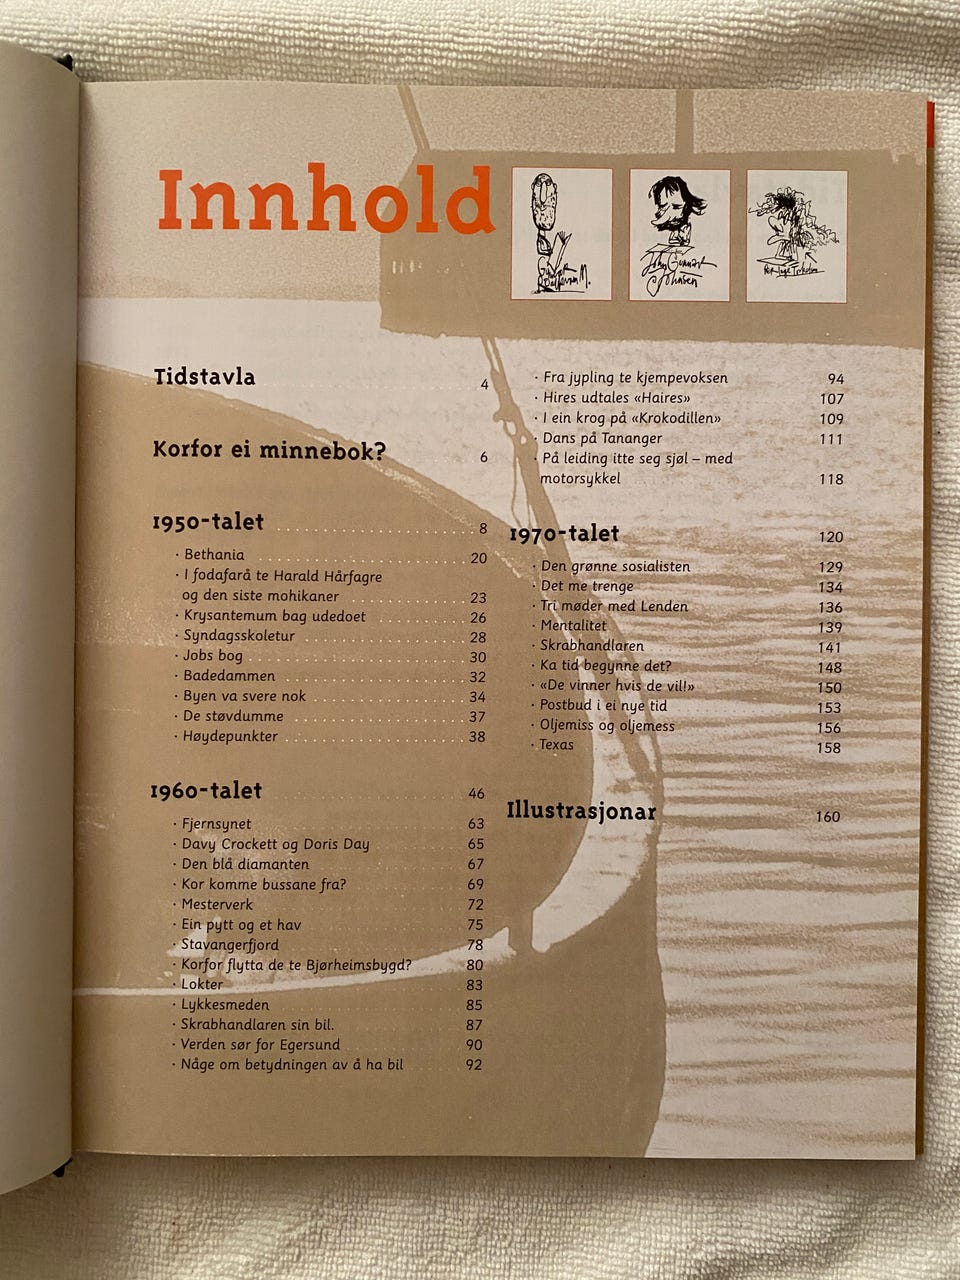 Innhold
John Gunnar
Johnsen
Per Inge Torkelsen
Tidstavla 4
Korfor ei minnebok? 6
1950-talet 8
· Bethania 20
· I fodafarå te Harald Hårfagre
og den siste mohikaner 23
· Krysantemum bag udedoet 26
· Syndagsskoletur 28
· Jobs bog 30
· Badedammen 32
· Byen va svere nok 34
· De støvdumme 37
· Høydepunkter 38
1960-talet 46
· Fjernsynet 63
· Davy Crockett og Doris Day 65
· Den blå diamanten 67
· Kor komme bussane fra? 69
· Mesterverk 72
· Ein pytt og et hav 75
· Stavangerfjord 78
· Korfor flytta de te Bjørheimsbygd? 80
· Lokter 83
· Lykkesmeden 85
· Skrabhandlaren sin bil. 87
· Verden sør for Egersund 90
· Någe om betydningen av å ha bil 92
· Fra jypling te kjempevoksen 94
· Hires udtales «Haires» 107
· I ein krog på «Krokodillen» 109
· Dans på Tananger 111
· På leiding itte seg sjøl – med
motorsykkel 118
1970-talet 120
· Den grønne sosialisten 129
· Det me trenge 134
· Tri møder med Lenden 136
· Mentalitet 139
· Skrabhandlaren 141
· Ka tid begynne det? 148
· «De vinner hvis de vil!» 150
· Postbud i ei nye tid 153
· Oljemiss og oljemess 156
· Texas 158
Illustrasjonar 160